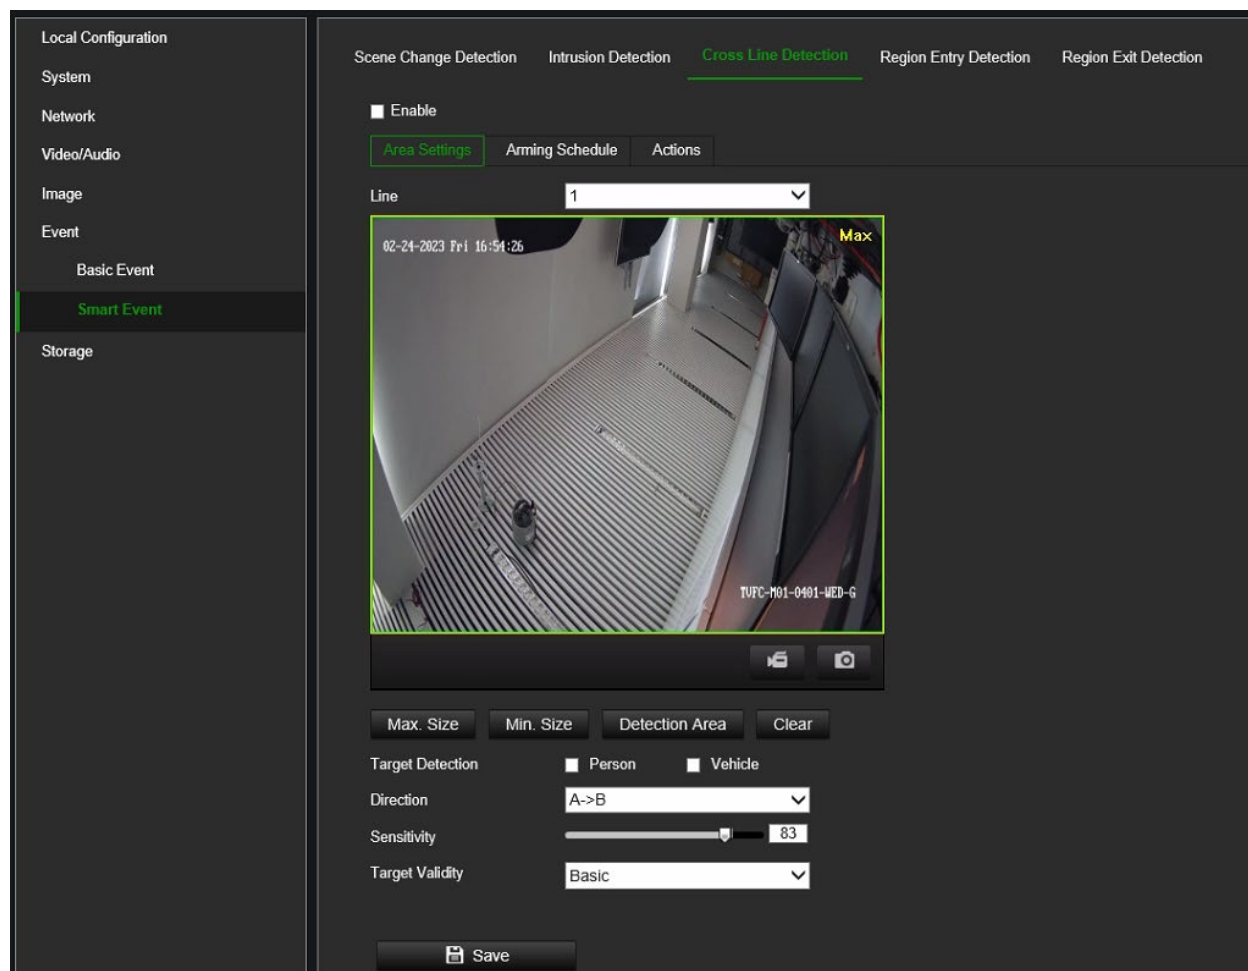 Local Configuration
System
Network
Video/Audio
Image
Event
Basic Event
Smart Event
Storage
Scene Change Detection Intrusion Detection Cross Line Detection Region Entry Detection Region Exit Detection
Enable
Area Settings Arming Schedule Actions
Line 1
02-24-2023 Fri 16:54:26
Max
TVFC-M01-0401-WED-G
Max. Size Min. Size Detection Area Clear
Target Detection Person Vehicle
Direction A->B
Sensitivity 83
Target Validity Basic
Save